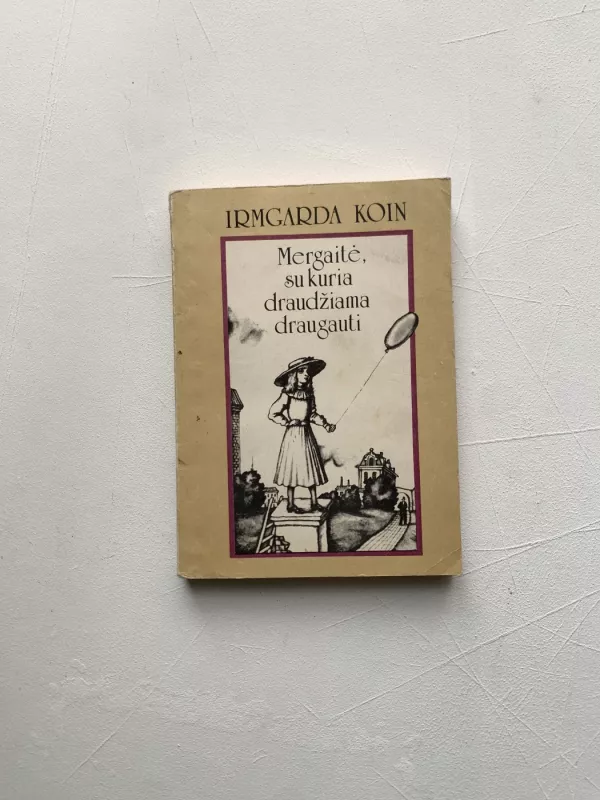 IRMGARDA KOIN
Mergaitė,
su kuria
draudžiama
draugauti